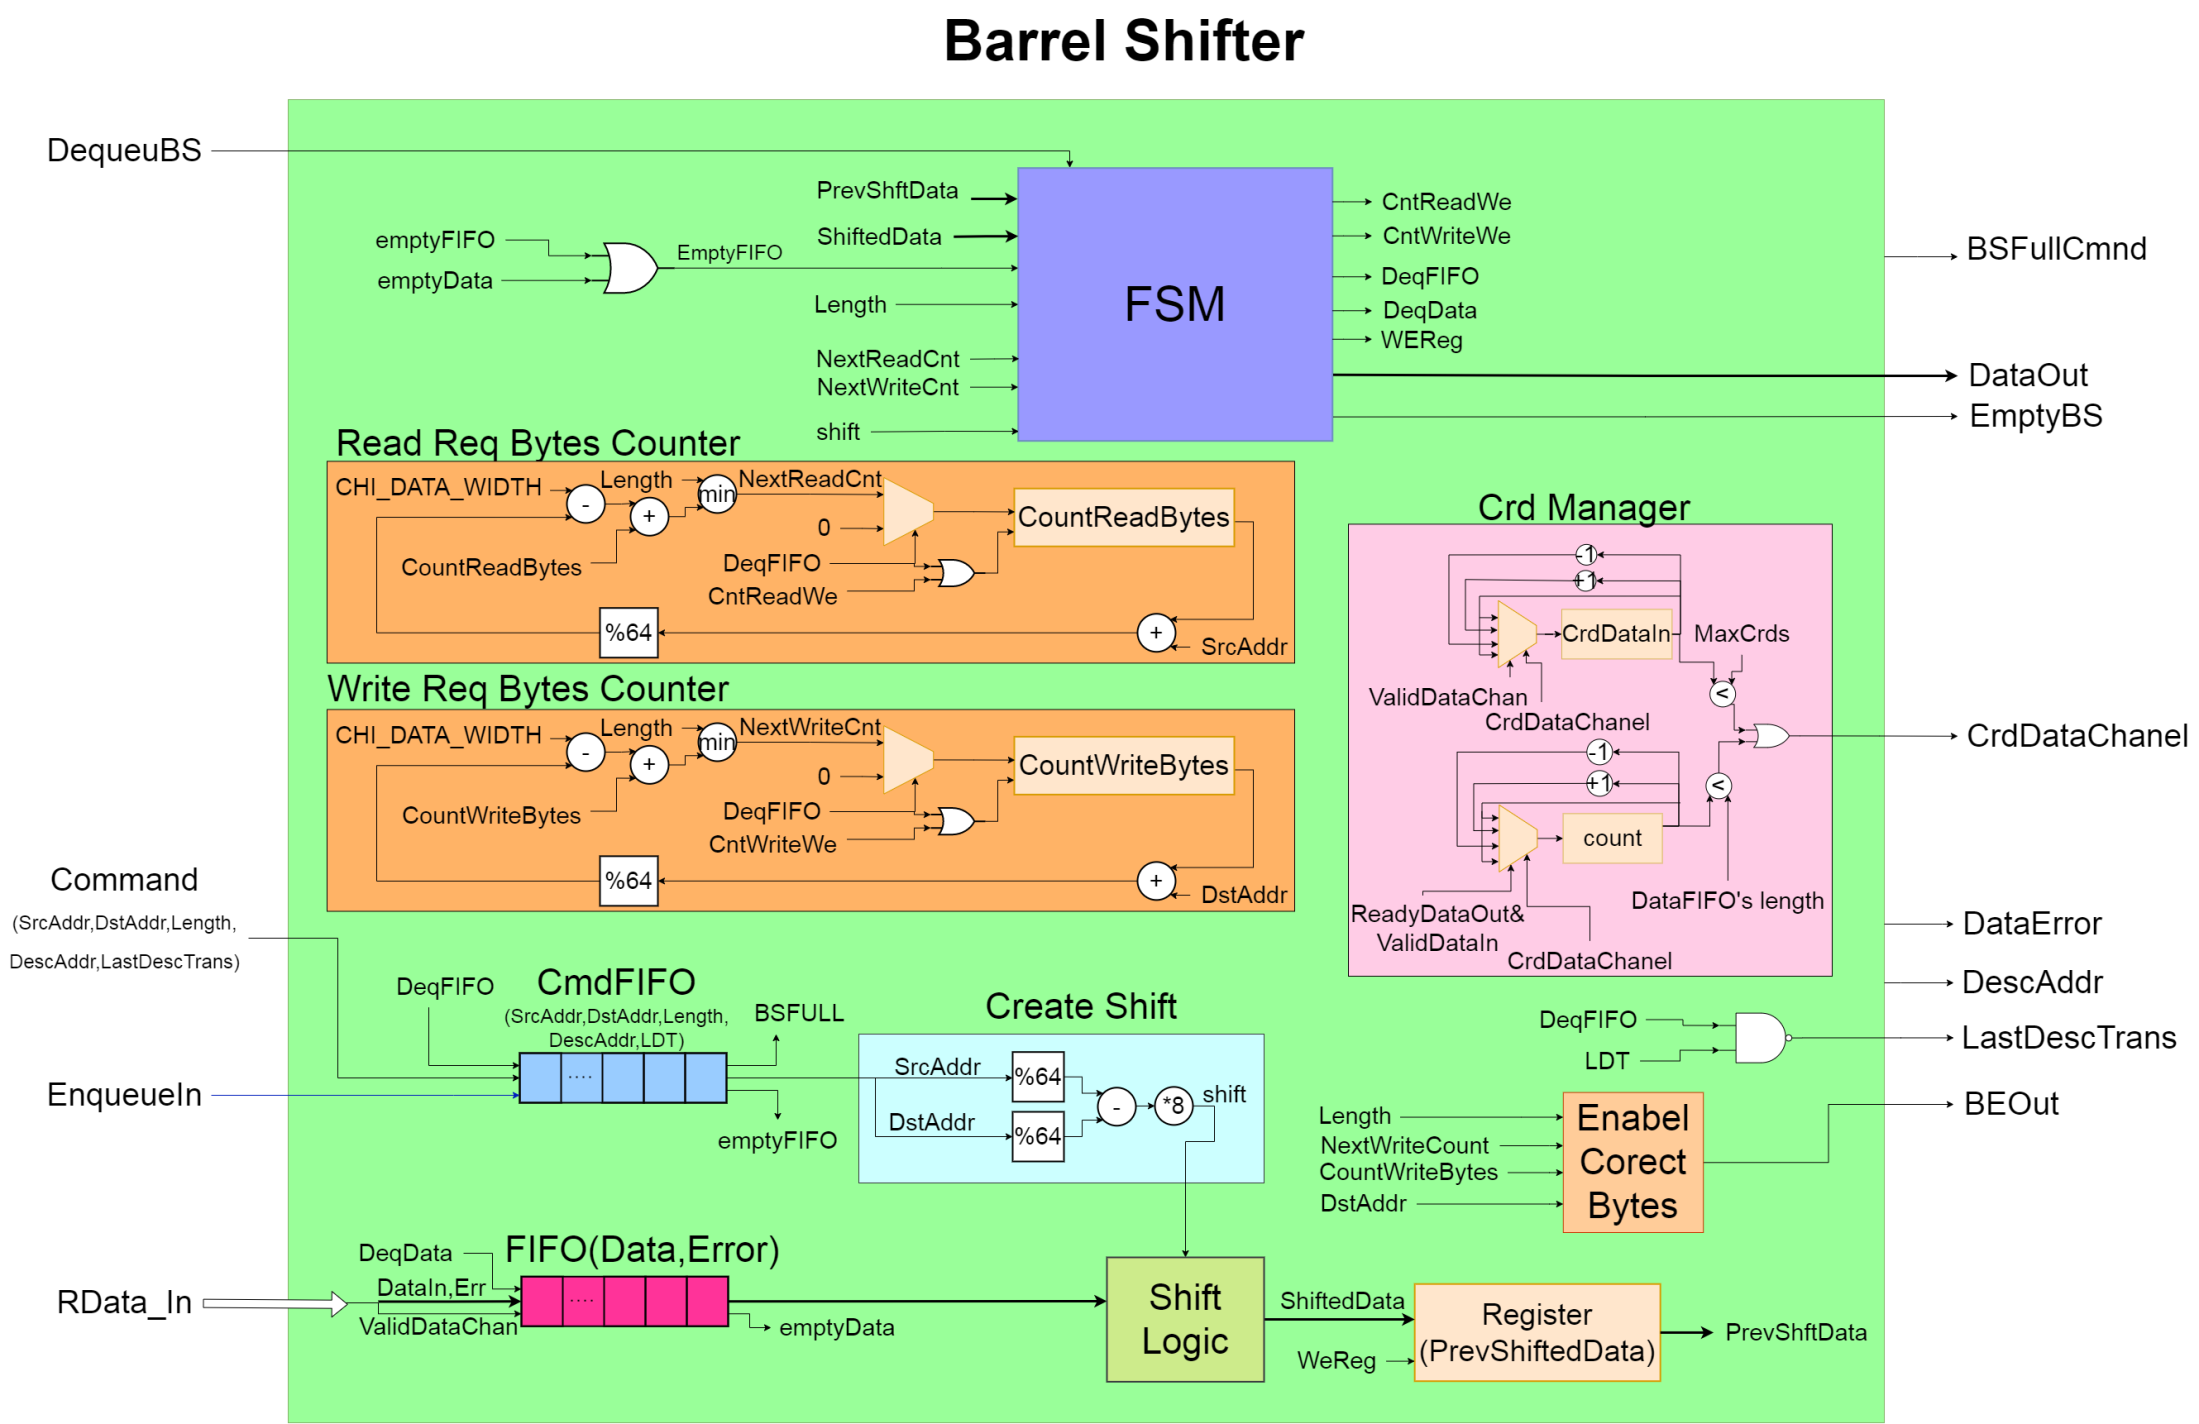 Barrel Shifter
DequeuBS
PrevShftData
ShiftedData
emptyFIFO
emptyData
EmptyFIFO
Length
NextReadCnt
NextWriteCnt
shift
FSM
CntReadWe
CntWriteWe
DeqFIFO
DeqData
WEReg
BSFullCmnd
DataOut
EmptyBS
Read Req Bytes Counter
CHI_DATA_WIDTH
-
Length
+
min
NextReadCnt
0
CountReadBytes
CountReadBytes
DeqFIFO
CntReadWe
%64
+
SrcAddr
Write Req Bytes Counter
CHI_DATA_WIDTH
-
Length
+
min
NextWriteCnt
0
CountWriteBytes
CountWriteBytes
DeqFIFO
CntWriteWe
%64
+
DstAddr
Crd Manager
-1
+1
CrdDataIn
MaxCrds
<
ValidDataChan
CrdDataChanel
-1
+1
<
count
DataFIFO's length
ReadyDataOut&
ValidDataIn
CrdDataChanel
CrdDataChanel
Command
(SrcAddr,DstAddr,Length,
DescAddr,LastDescTrans)
EnqueueIn
DeqFIFO
CmdFIFO
(SrcAddr,DstAddr,Length,
DescAddr,LDT)
....
BSFULL
emptyFIFO
Create Shift
SrcAddr
%64
DstAddr
%64
-
*8
shift
DataError
DescAddr
DeqFIFO
LDT
LastDescTrans
Length
NextWriteCount
CountWriteBytes
DstAddr
Enabel
Corect
Bytes
BEOut
RData_In
DeqData
DataIn,Err
ValidDataChan
FIFO(Data,Error)
....
emptyData
Shift
Logic
ShiftedData
WeReg
Register
(PrevShiftedData)
PrevShftData